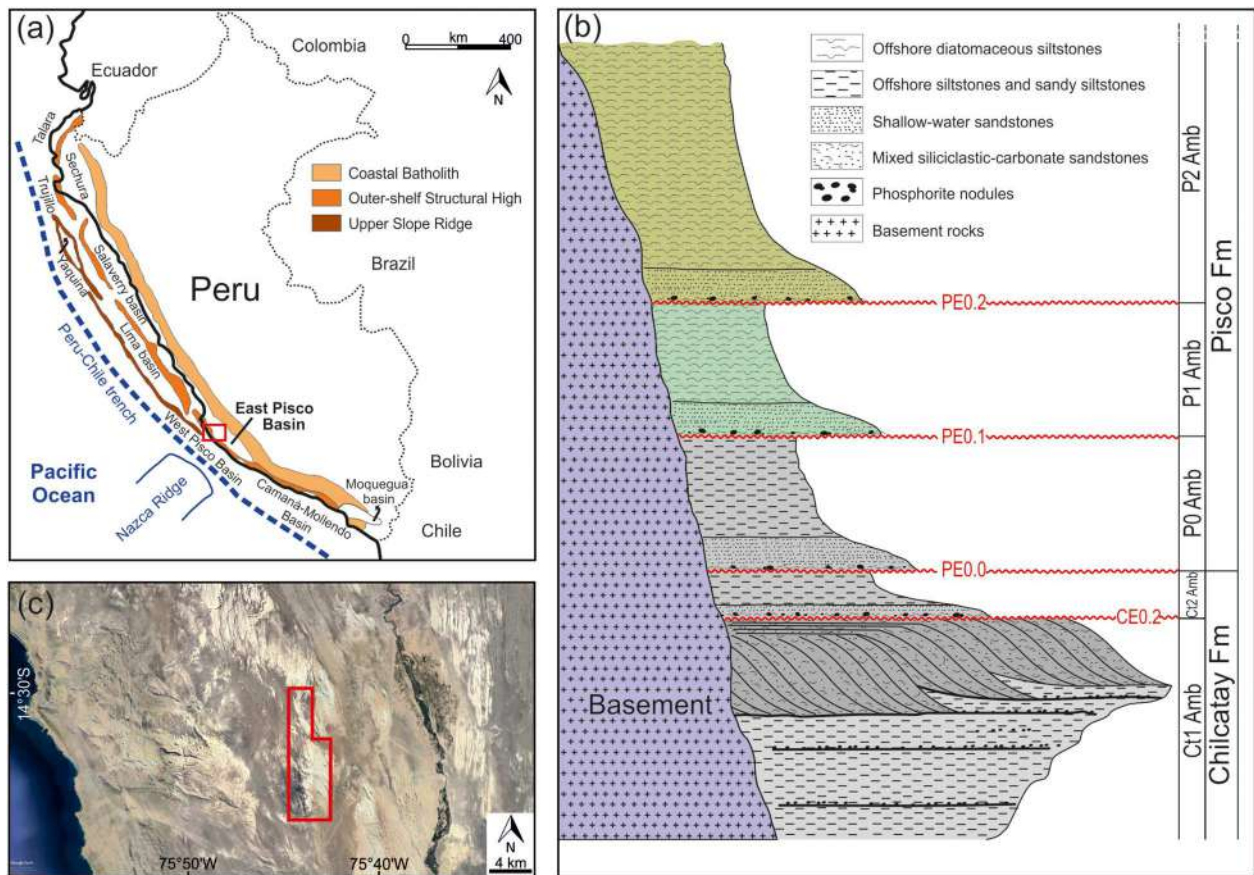 (a)
Colombia
0 km 400
N
Ecuador
Talara
Sechura
Trujillo
Yaquina
Salaverry basin
Lima basin
Peru-Chile trench
Coastal Batholith
Outer-shelf Structural High
Upper Slope Ridge
Peru
Brazil
East Pisco
Basin
West Pisco Basin
Pacific
Ocean
Nazca Ridge
Bolivia
Moquegua
basin
Camaná-Mollendo
Basin
Chile
(b)
Offshore diatomaceous siltstones
Offshore siltstones and sandy siltstones
Shallow-water sandstones
Mixed siliciclastic-carbonate sandstones
Phosphorite nodules
Basement rocks
PE0.2
PE0.1
PE0.0
CE0.2
Basement
P2 Amb
P1 Amb
P0 Amb
Ct2 Amb
Ct1 Amb
Pisco Fm
Chilcatay Fm
(c)
14°30'S
75°50'W
75°40'W
N
4 km